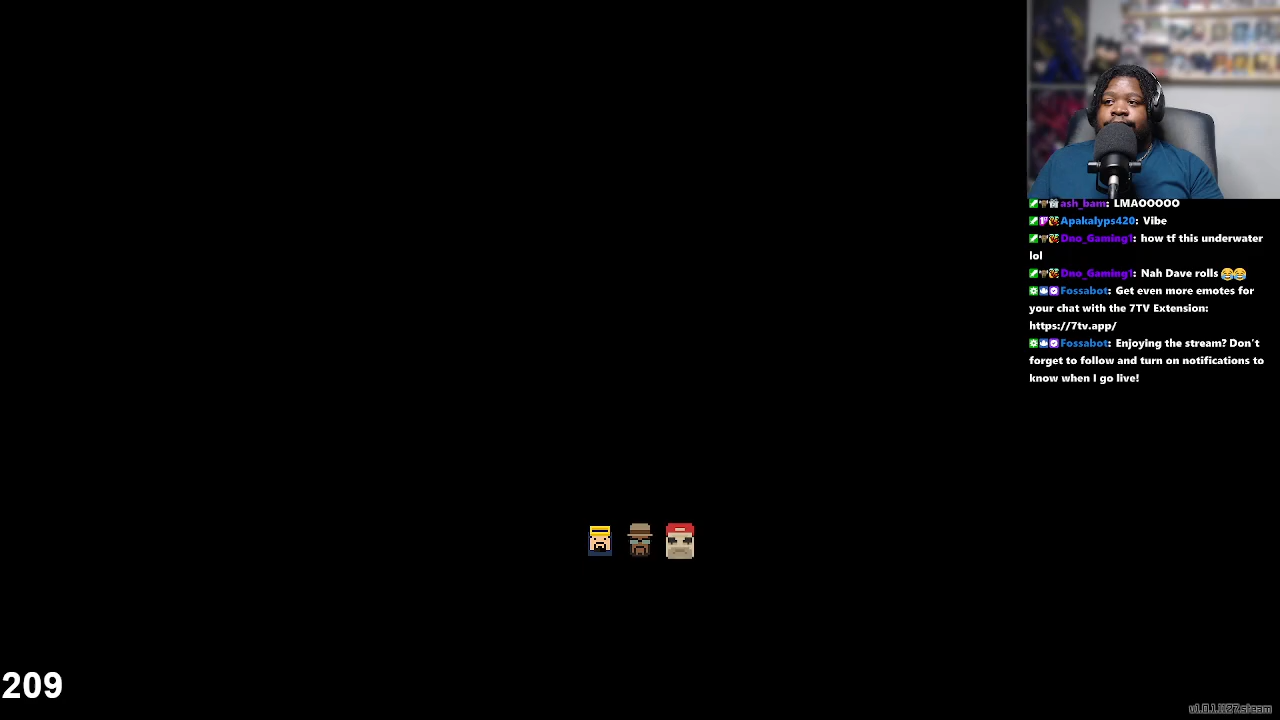 ash_bam: LMAOOOOO
Apakalyps420: Vibe
Dno_Gaming1: how tf this underwater
lol
Dno_Gaming1: Nah Dave rolls 😂😂
Fossabot: Get even more emotes for
your chat with the 7TV Extension:
https://7tv.app/
Fossabot: Enjoying the stream? Don't
forget to follow and turn on notifications to
know when I go live!
209